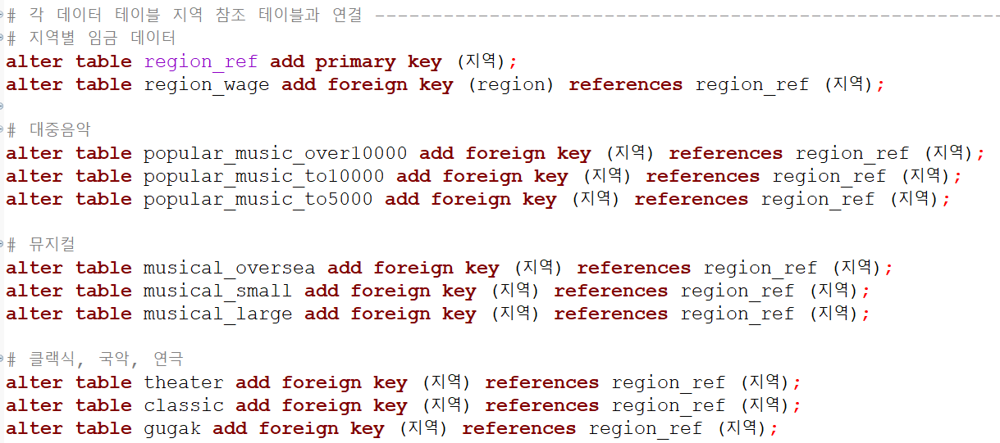 # 각 데이터 테이블 지역 참조 테이블과 연결 -------------------------------------------------------
# 지역별 임금 데이터
alter table region_ref add primary key (지역);
alter table region_wage add foreign key (region) references region_ref (지역);
# 대중음악
alter table popular_music_over10000 add foreign key (지역) references region_ref (지역);
alter table popular_music_to10000 add foreign key (지역) references region_ref (지역);
alter table popular_music_to5000 add foreign key (지역) references region_ref (지역);
# 뮤지컬
alter table musical_oversea add foreign key (지역) references region_ref (지역);
alter table musical_small add foreign key (지역) references region_ref (지역);
alter table musical_large add foreign key (지역) references region_ref (지역);
# 클랙식, 국악, 연극
alter table theater add foreign key (지역) references region_ref (지역);
alter table classic add foreign key (지역) references region_ref (지역);
alter table gugak add foreign key (지역) references region_ref (지역);